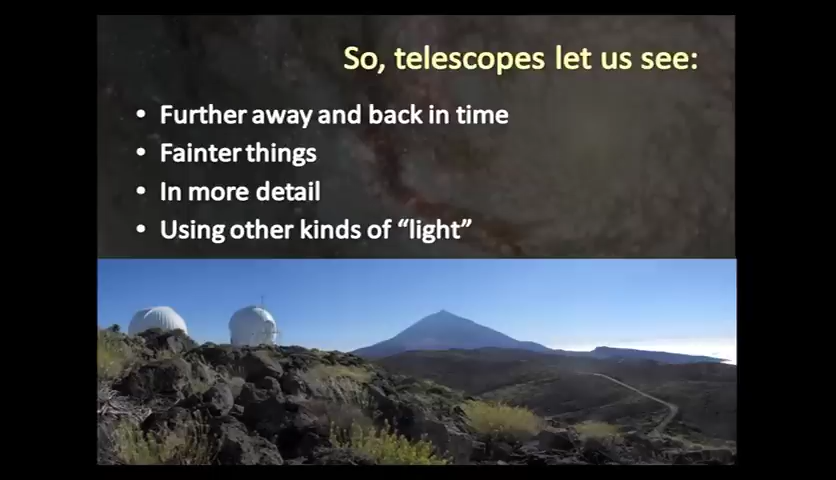 So, telescopes let us see:
• Further away and back in time
• Fainter things
• In more detail
• Using other kinds of “light”